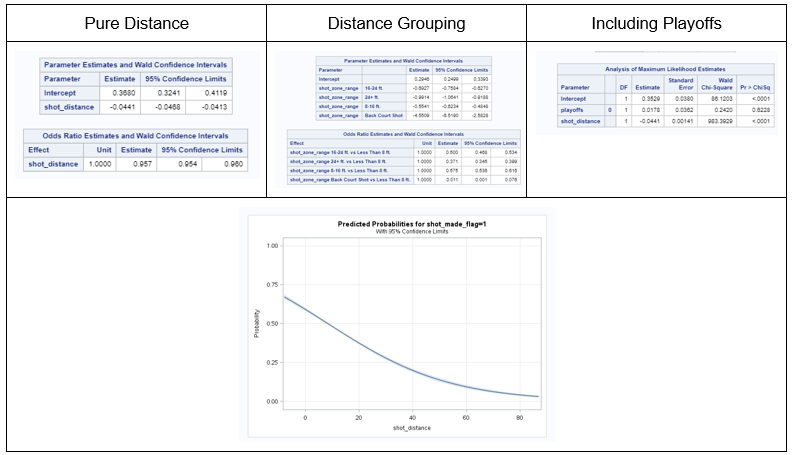 Pure Distance
Distance Grouping
Including Playoffs
Parameter Estimates and Wald Confidence Intervals
Parameter Estimate 95% Confidence Limits
Intercept 0.3680 0.3241 0.4119
shot_distance -0.0441 -0.0468 -0.0413
Odds Ratio Estimates and Wald Confidence Intervals
Effect Unit Estimate 95% Confidence Limits
shot_distance 1.0000 0.957 0.954 0.960
Parameter Estimates and Wald Confidence Intervals
Parameter Estimate 95% Confidence Limits
Intercept 0.2946 0.2499 0.3393
shot_zone_range 16-24 ft. -0.6927 -0.7584 -0.6270
shot_zone_range 24+ ft. -0.9914 -1.0641
shot_zone_range 8-16 ft. -0.5541 -0.6234 -0.4848
shot_zone_range Back Court Shot -4.5509
Odds Ratio Estimates and Wald Confidence Intervals
Effect Unit Estimate 95% Confidence Limits
shot_zone_range 16-24 ft. vs Less Than 8 ft. 1.0000 0.500 0.468 0.534
shot_zone_range 24+ ft. vs Less Than 8 ft. 1.0000 0.371 0.345 0.399
shot_zone_range 8-16 ft. vs Less Than 8 ft. 1.0000 0.575 0.536 0.616
shot_zone_range Back Court Shot vs Less Than 8 ft. 1.0000 0.011 0.001
Analysis of Maximum Likelihood Estimates
Parameter DF Estimate Standard Error Wald Chi-Square Pr > ChiSq
Intercept 1 0.3529 0.0380 86.1203 <.0001
playoffs 0 1 0.0178 0.0362 0.2420 0.6228
shot_distance 1 -0.0441 0.00141 983.3929 <.0001
Predicted Probabilities for shot_made_flag=1
With 95% Confidence Limits
1.00
0.75
0.50
0.25
0.00
Probability
0 20 40 60 80
shot_distance